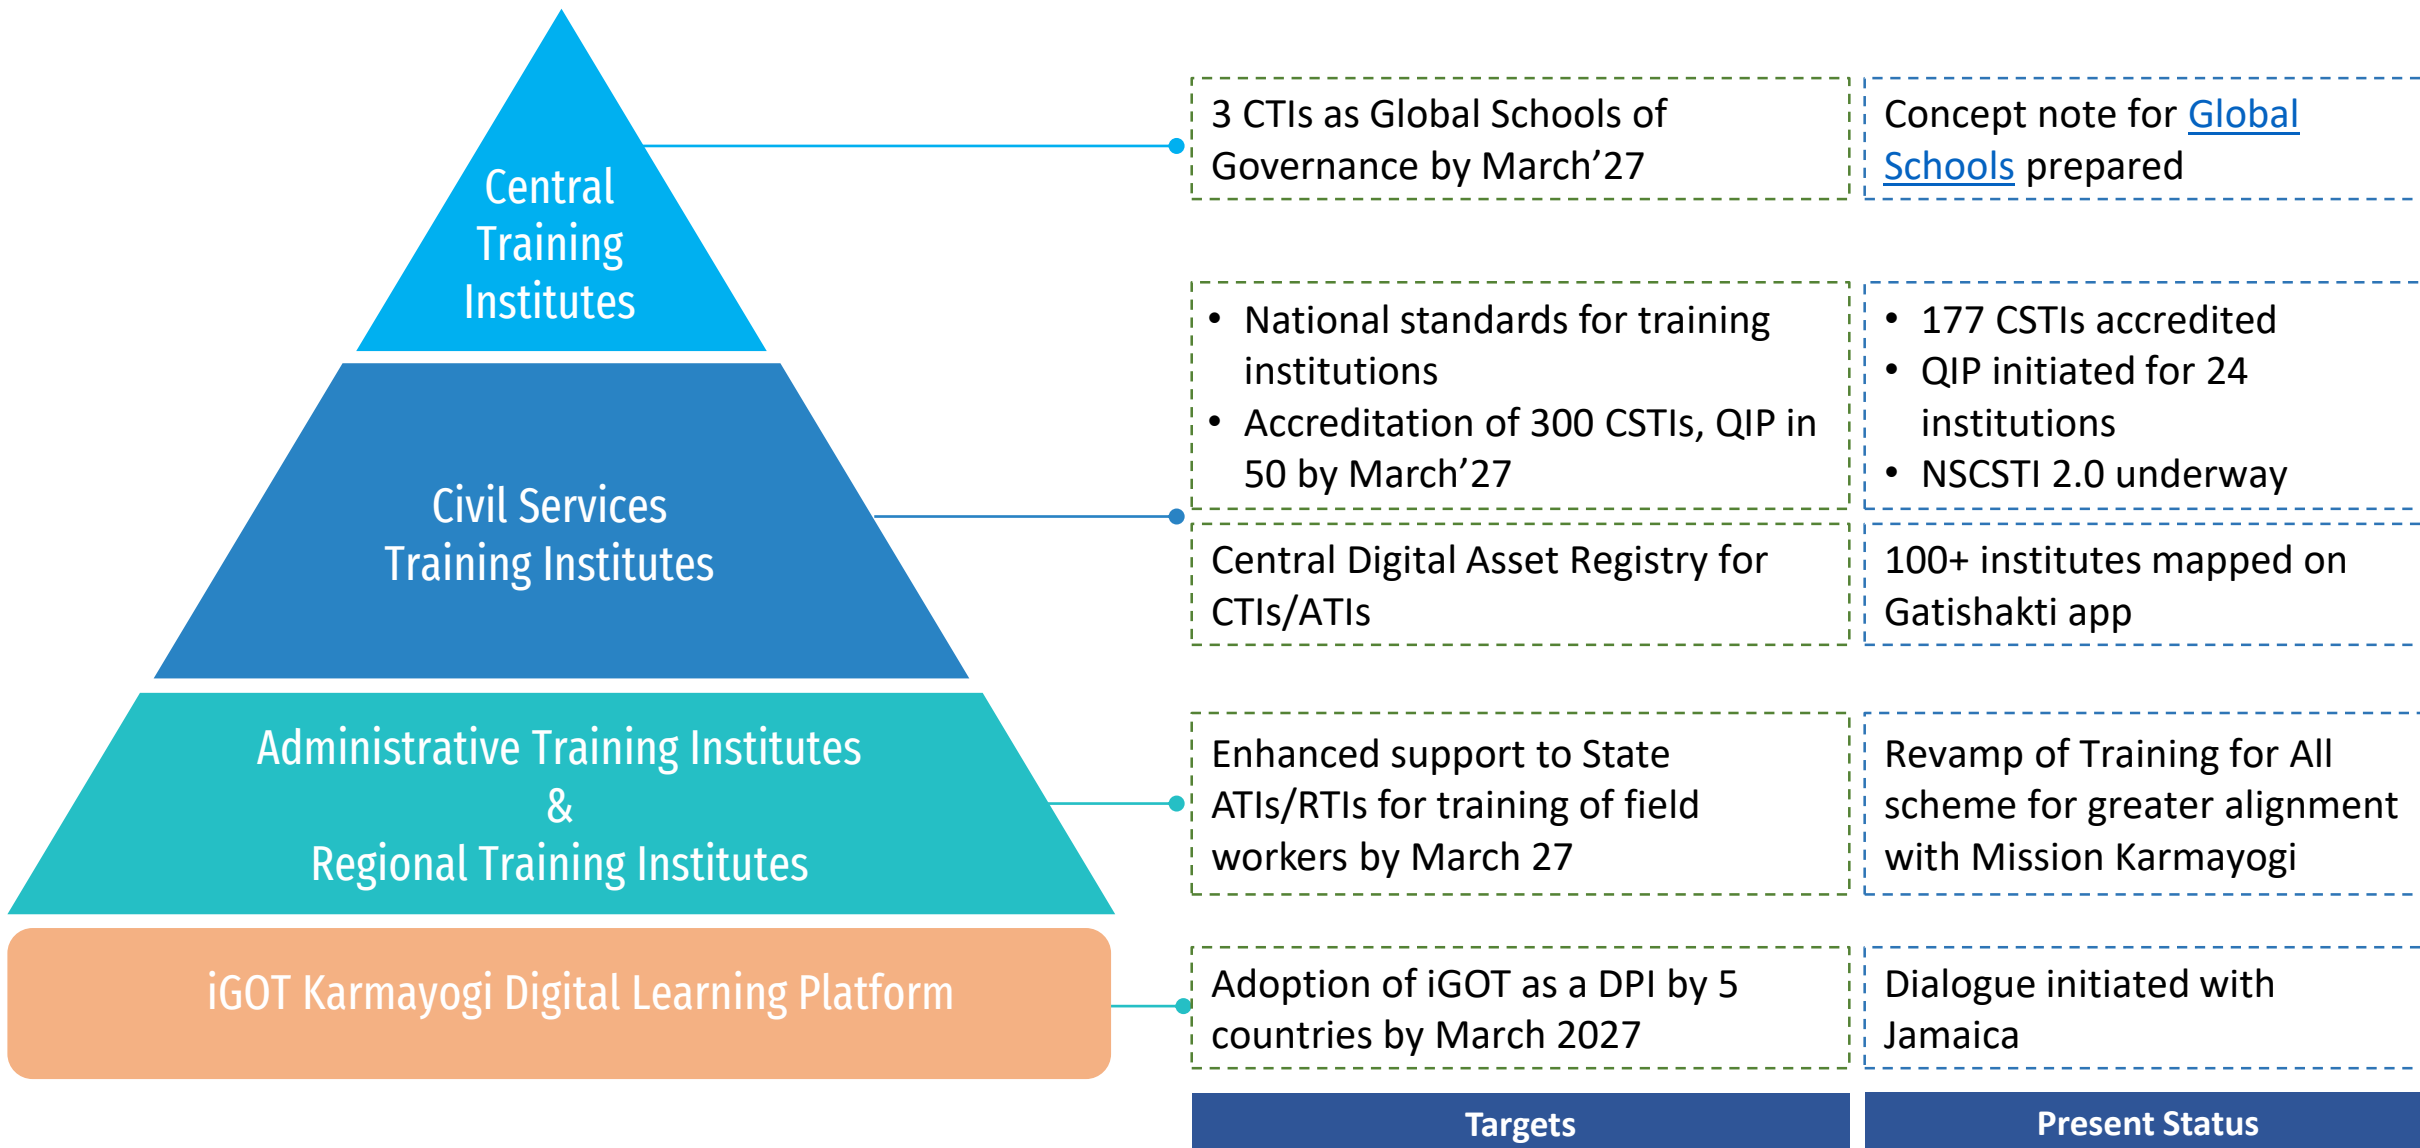 Central
Training
Institutes
3 CTIs as Global Schools of
Governance by March’27
Concept note for Global
Schools prepared
Civil Services
Training Institutes
• National standards for training
institutions
• Accreditation of 300 CSTIs, QIP in
50 by March’27
• 177 CSTIs accredited
• QIP initiated for 24
institutions
• NSCSTI 2.0 underway
Central Digital Asset Registry for
CTIs/ATIs
100+ institutes mapped on
Gatishakti app
Administrative Training Institutes
&
Regional Training Institutes
Enhanced support to State
ATIs/RTIs for training of field
workers by March 27
Revamp of Training for All
scheme for greater alignment
with Mission Karmayogi
iGOT Karmayogi Digital Learning Platform
Adoption of iGOT as a DPI by 5
countries by March 2027
Dialogue initiated with
Jamaica
Targets
Present Status